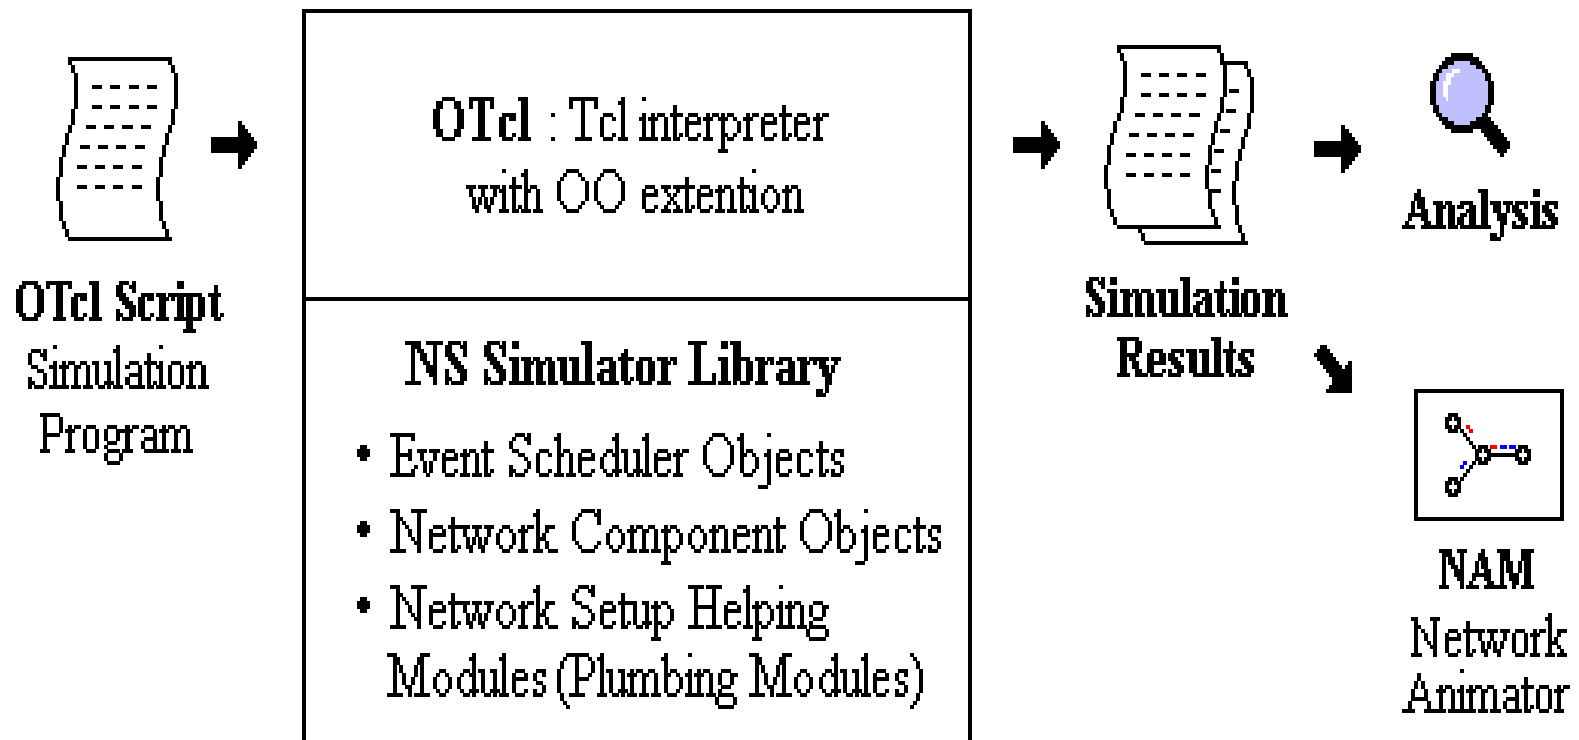 OTcl Script
Simulation
Program
OTcl : Tcl interpreter
with OO extention
NS Simulator Library
• Event Scheduler Objects
• Network Component Objects
• Network Setup Helping
Modules (Plumbing Modules)
Simulation
Results
Analysis
NAM
Network
Animator